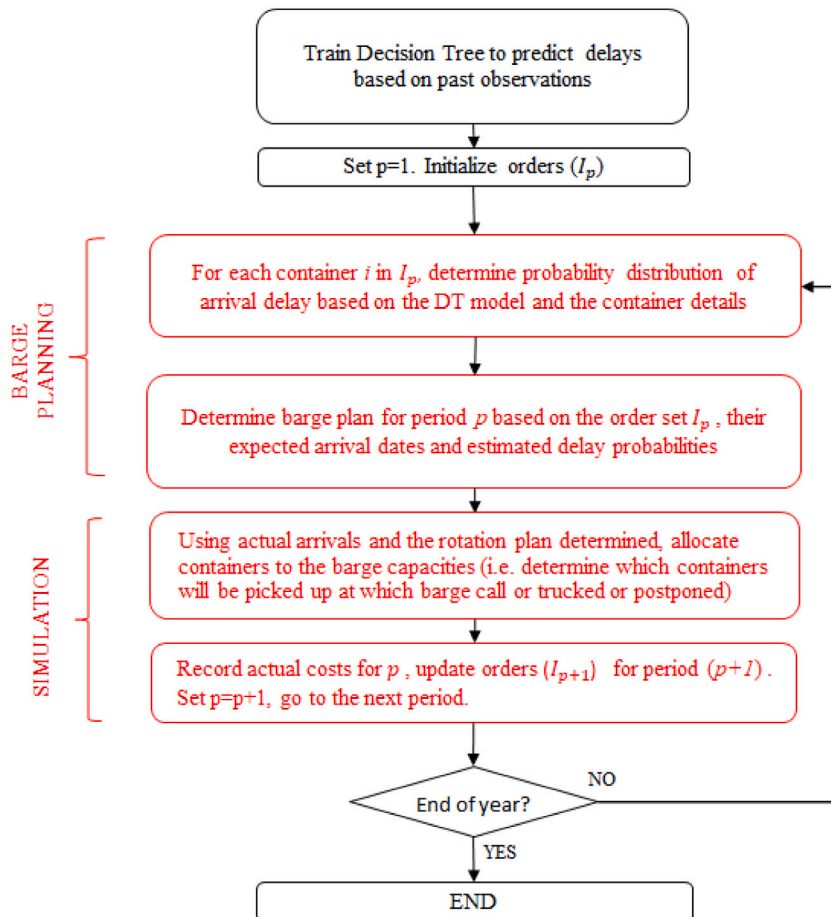 Train Decision Tree to predict delays
based on past observations
Set p=1. Initialize orders (I_p)
For each container i in I_p, determine probability distribution of
arrival delay based on the DT model and the container details
BARGE
PLANNING
Determine barge plan for period p based on the order set I_p , their
expected arrival dates and estimated delay probabilities
Using actual arrivals and the rotation plan determined, allocate
containers to the barge capacities (i.e. determine which containers
will be picked up at which barge call or trucked or postponed)
SIMULATION
Record actual costs for p , update orders (I_{p+1}) for period (p+1) .
Set p=p+1, go to the next period.
End of year?
NO
YES
END